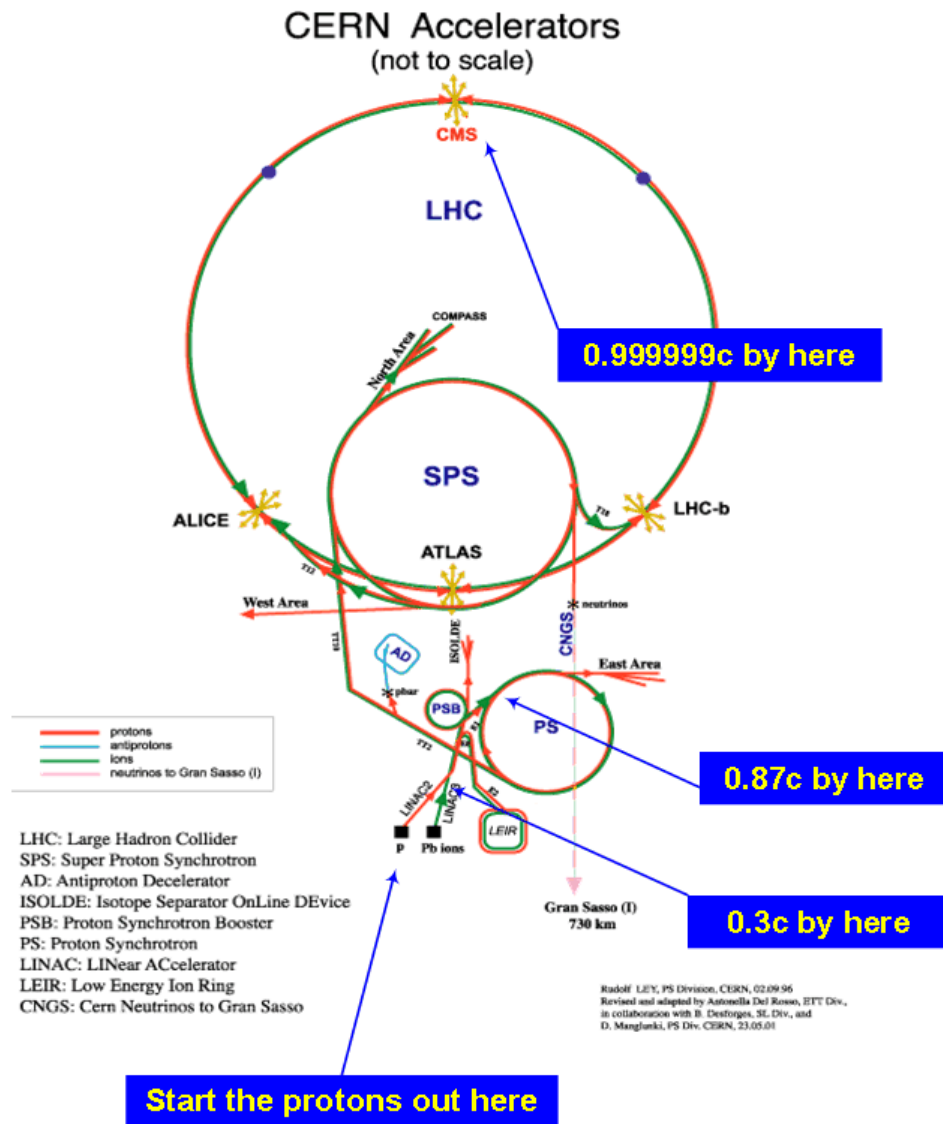 CERN Accelerators
(not to scale)
CMS
LHC
COMPASS
North Area
0.999999c by here
SPS
ALICE
TI8
LHC-b
ATLAS
TI2
West Area
neutrinos
CNGS
ISOLDE
East Area
AD
pbar
PSB
PS
protons
antiprotons
ions
neutrinos to Gran Sasso (I)
TT2
E2
0.87c by here
LINAC2
LINAC3
LEIR
p
Pb ions
LHC: Large Hadron Collider
SPS: Super Proton Synchrotron
AD: Antiproton Decelerator
ISOLDE: Isotope Separator OnLine DEvice
PSB: Proton Synchrotron Booster
PS: Proton Synchrotron
LINAC: LINear ACcelerator
LEIR: Low Energy Ion Ring
CNGS: Cern Neutrinos to Gran Sasso
Gran Sasso (I)
730 km
0.3c by here
Rudolf LEY, PS Division, CERN, 02.09.96
Revised and adapted by Antonella Del Rosso, ETT Div.,
in collaboration with B. Desforges, SL Div., and
D. Manglunki, PS Div. CERN, 23.05.01
Start the protons out here